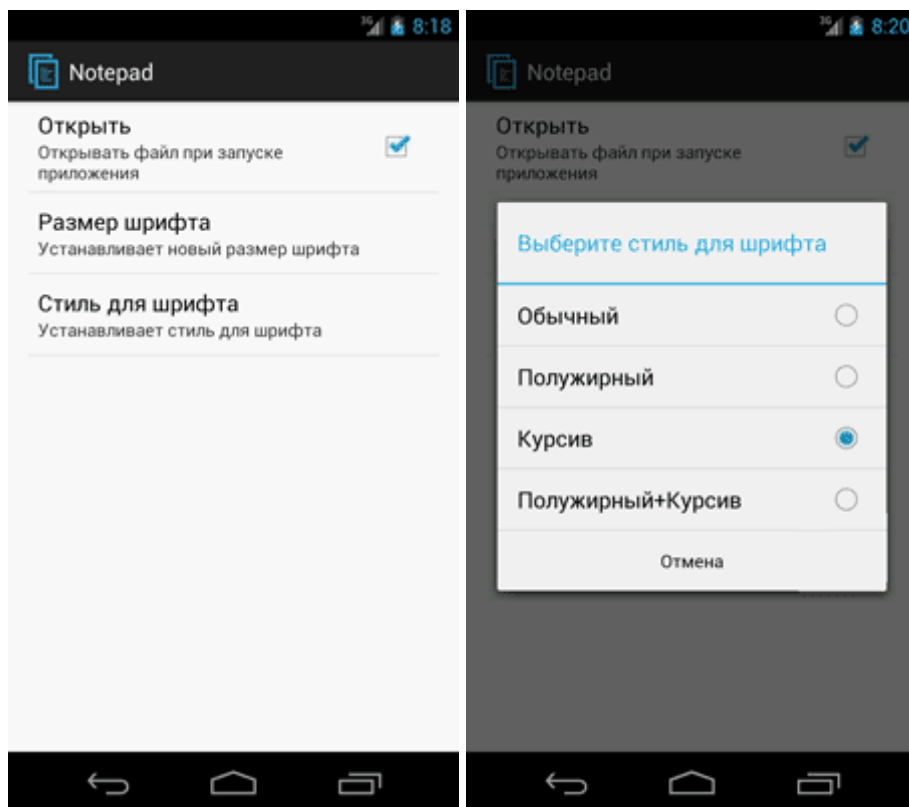 3G 8:18
Notepad
Открыть
Открывать файл при запуске
приложения
Размер шрифта
Устанавливает новый размер шрифта
Стиль для шрифта
Устанавливает стиль для шрифта
3G 8:20
Notepad
Открыть
Открывать файл при запуске
приложения
Выберите стиль для шрифта
Обычный
Полужирный
Курсив
Полужирный+Курсив
Отмена